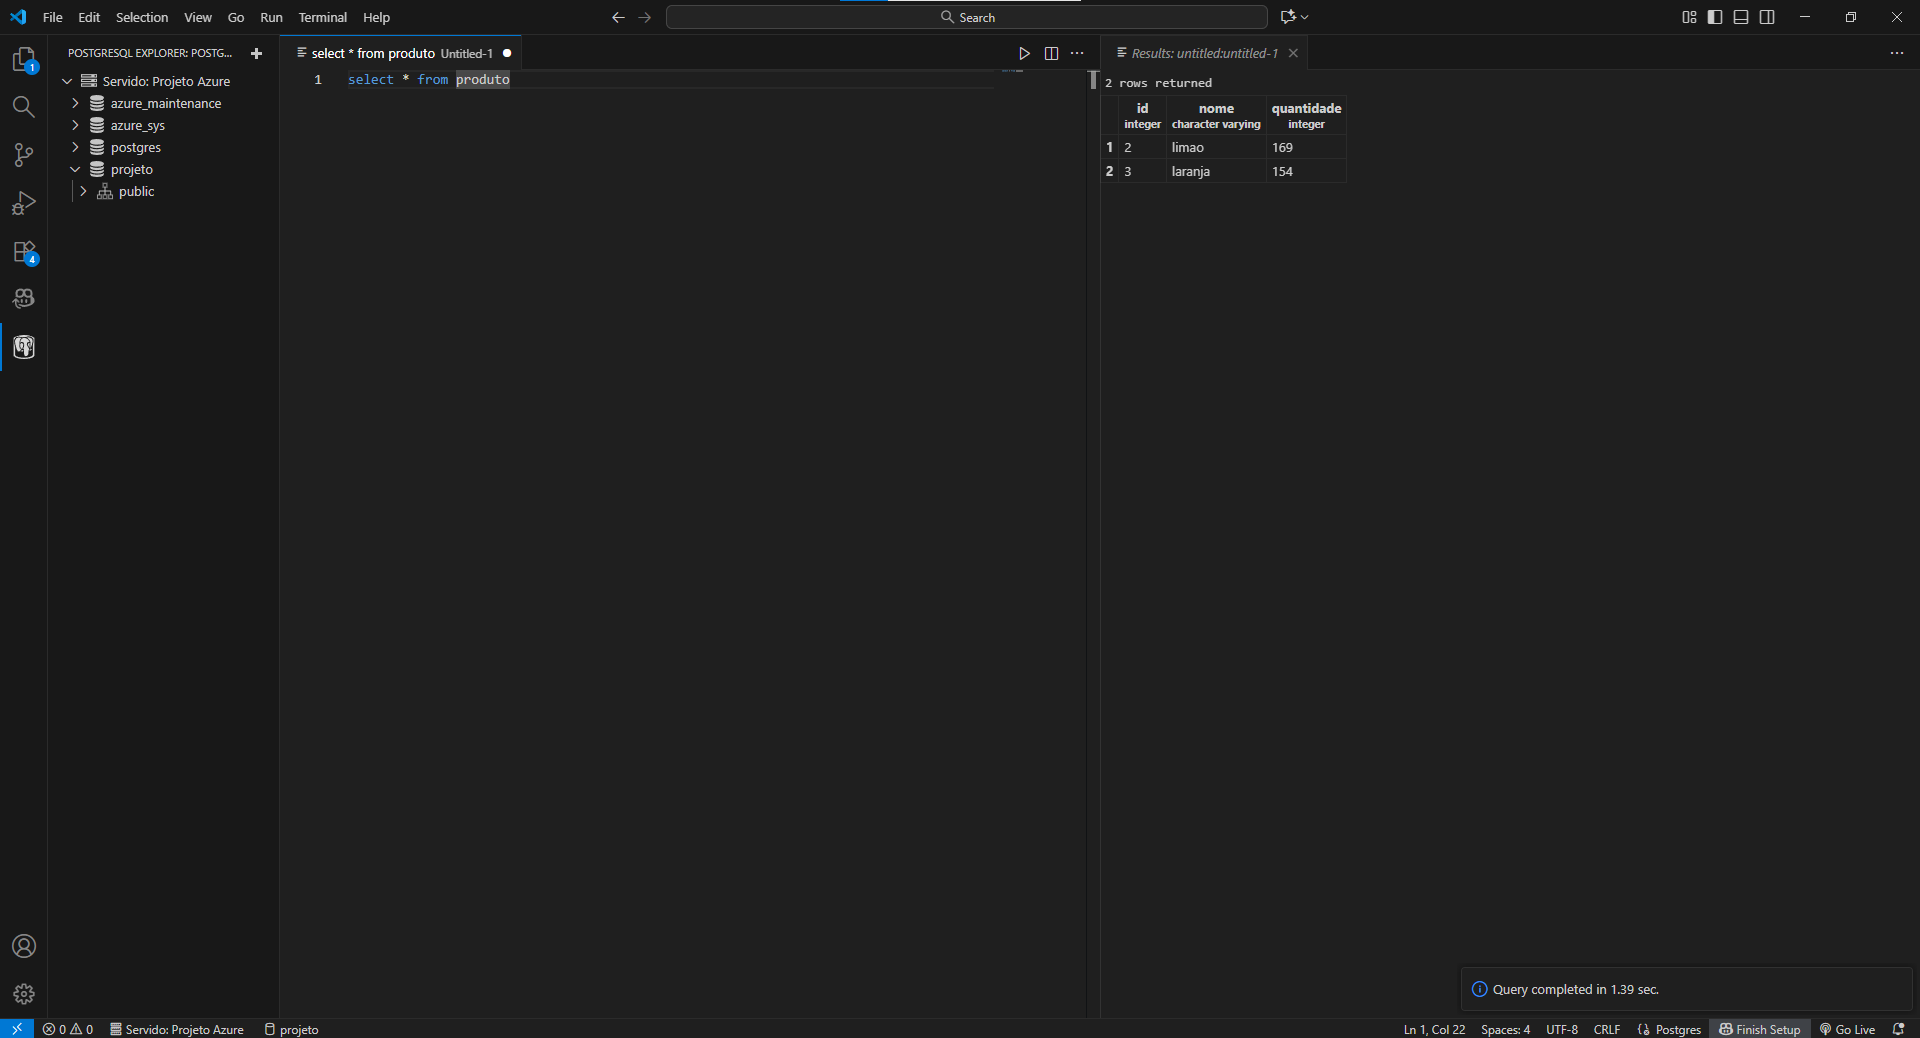 File Edit Selection View Go Run Terminal Help
Search
POSTGRESQL EXPLORER: POSTG...
Servido: Projeto Azure
azure_maintenance
azure_sys
postgres
projeto
public
select * from produto Untitled-1
1 select * from produto
Results: untitled:untitled-1
2 rows returned
id nome quantidade
integer character varying integer
1 2 limao 169
2 3 laranja 154
1
4
Query completed in 1.39 sec.
0 0 Servido: Projeto Azure projeto Ln 1, Col 22 Spaces: 4 UTF-8 CRLF Postgres Finish Setup Go Live